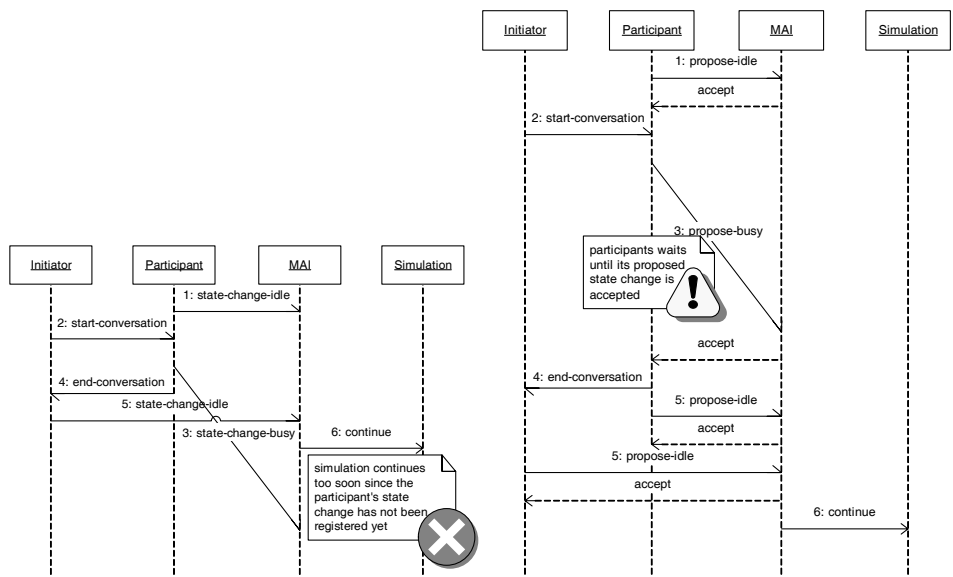 Initiator
Participant
MAI
Simulation
1: state-change-idle
2: start-conversation
4: end-conversation
5: state-change-idle
3: state-change-busy
6: continue
simulation continues
too soon since the
participant's state
change has not been
registered yet
Initiator
Participant
MAI
Simulation
1: propose-idle
accept
2: start-conversation
3: propose-busy
participants waits
until its proposed
state change is
accepted
!
accept
4: end-conversation
5: propose-idle
accept
5: propose-idle
accept
6: continue